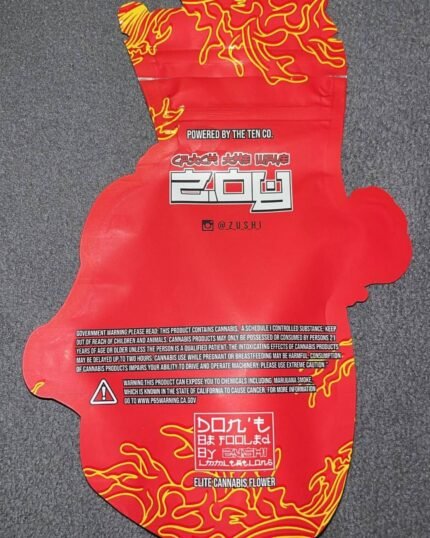 POWERED BY THE TEN CO.
CATCH THE WAVE
ZOY
@_Z_U_S_H_I_
GOVERNMENT WARNING:PLEASE READ: THIS PRODUCT CONTAINS CANNABIS, A SCHEDULE I CONTROLLED SUBSTANCE. KEEP
OUT OF REACH OF CHILDREN AND ANIMALS. CANNABIS PRODUCTS MAY ONLY BE POSSESSED OR CONSUMED BY PERSONS 21
YEARS OF AGE OR OLDER UNLESS THE PERSON IS A QUALIFIED PATIENT. THE INTOXICATING EFFECTS OF CANNABIS PRODUCTS
MAY BE DELAYED UP TO TWO HOURS. CANNABIS USE WHILE PREGNANT OR BREASTFEEDING MAY BE HARMFUL. CONSUMPTION
OF CANNABIS PRODUCTS IMPAIRS YOUR ABILITY TO DRIVE AND OPERATE MACHINERY. PLEASE USE EXTREME CAUTION
WARNING THIS PRODUCT CAN EXPOSE YOU TO CHEMICALS INCLUDING. MARIJUANA SMOKE,
WHICH IS KNOWN IN THE STATE OF CALIFORNIA TO CAUSE CANCER. FOR MORE INFORMATION
GO TO WWW.P65WARNING.CA.GOV
DON't
BE FOOLED
BY ZUSHI
IMMITATIONS
ELITE CANNABIS FLOWER